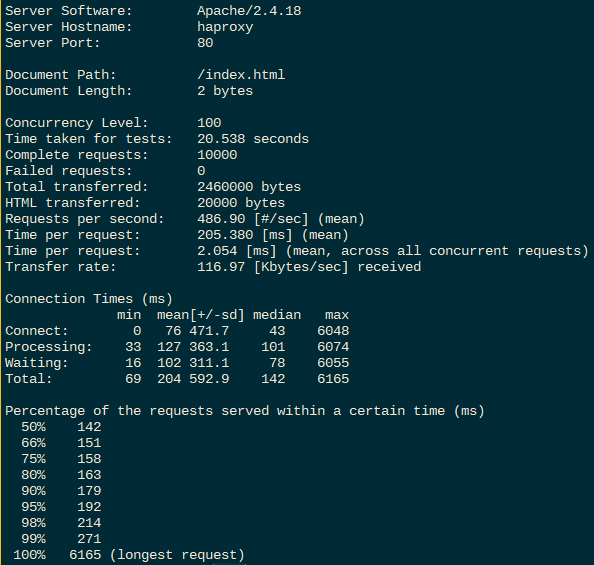 Server Software:        Apache/2.4.18
Server Hostname:        haproxy
Server Port:            80

Document Path:          /index.html
Document Length:        2 bytes

Concurrency Level:      100
Time taken for tests:   20.538 seconds
Complete requests:      10000
Failed requests:        0
Total transferred:      2460000 bytes
HTML transferred:       20000 bytes
Requests per second:    486.90 [#/sec] (mean)
Time per request:       205.380 [ms] (mean)
Time per request:       2.054 [ms] (mean, across all concurrent requests)
Transfer rate:          116.97 [Kbytes/sec] received

Connection Times (ms)
              min  mean[+/-sd] median   max
Connect:        0   76 471.7     43    6048
Processing:    33  127 363.1    101    6074
Waiting:       16  102 311.1     78    6055
Total:         69  204 592.9    142    6165

Percentage of the requests served within a certain time (ms)
  50%    142
  66%    151
  75%    158
  80%    163
  90%    179
  95%    192
  98%    214
  99%    271
 100%   6165 (longest request)